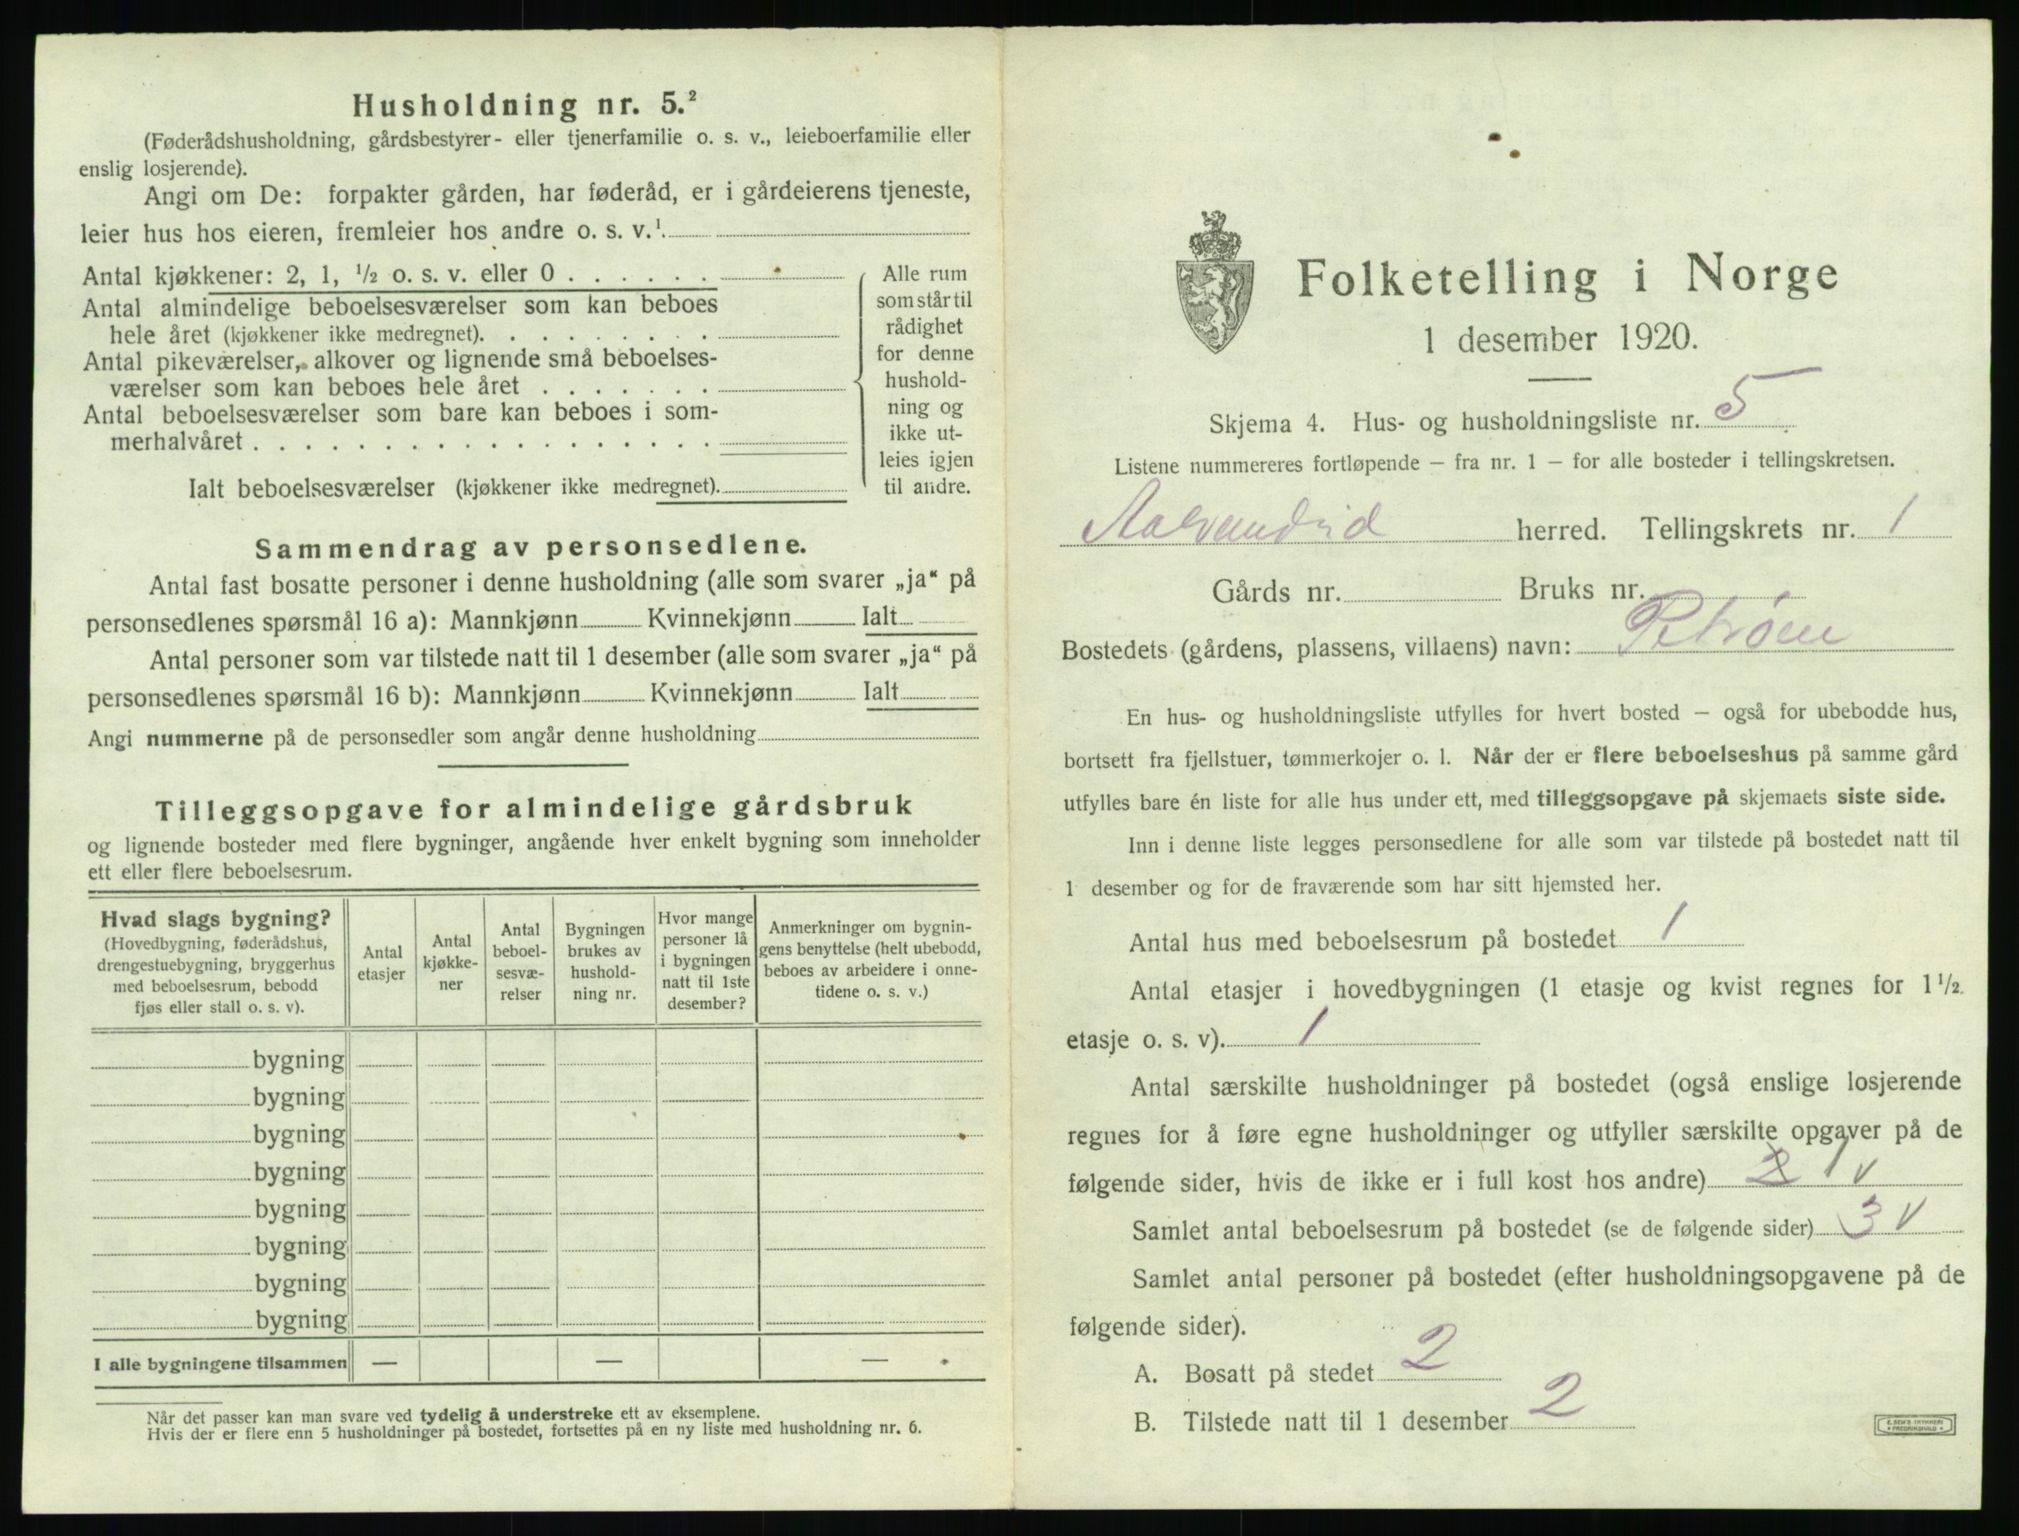 Husholdning nr. 5.²
(Føderådshusholdning, gårdsbestyrer- eller tjenerfamilie o. s. v., leieboerfamilie eller
enslig losjerende).
Angi om De: forpakter gården, har føderåd, er i gårdeierens tjeneste,
leier hus hos eieren, fremleier hos andre o. s. v.¹
Antal kjøkkener: 2, 1, ½ o. s. v. eller 0
Antal almindelige beboelsesværelser som kan beboes
hele året (kjøkkener ikke medregnet).
Antal pikeværelser, alkover og lignende små beboelses-
værelser som kan beboes hele året
Antal beboelsesværelser som bare kan beboes i som-
merhalvåret
Ialt beboelsesværelser (kjøkkener ikke medregnet).
Alle rum
som står til
rådighet
for denne
hushold-
ning og
ikke ut-
leies igjen
til andre.
Sammendrag av personsedlene.
Antal fast bosatte personer i denne husholdning (alle som svarer „ja“ på
personsedlenes spørsmål 16 a): Mannkjønn Kvinnekjønn Ialt
Antal personer som var tilstede natt til 1 desember (alle som svarer „ja“ på
personsedlenes spørsmål 16 b): Mannkjønn Kvinnekjønn Ialt
Angi nummerne på de personsedler som angår denne husholdning
Tilleggsopgave for almindelige gårdsbruk
og lignende bosteder med flere bygninger, angående hver enkelt bygning som inneholder
ett eller flere beboelsesrum.
Hvad slags bygning?
(Hovedbygning, føderådshus,
drengestuebygning, bryggerhus
med beboelsesrum, bebodd
fjøs eller stall o. s. v).
Antal
etasjer
Antal
kjøkke-
ner
Antal
beboel-
sesvæ-
relser
Bygningen
brukes av
hushold-
ning nr.
Hvor mange
personer lå
i bygningen
natt til 1ste
desember?
Anmerkninger om bygnin-
gens benyttelse (helt ubebodd,
beboes av arbeidere i onne-
tidene o. s. v.)
bygning
bygning
bygning
bygning
bygning
bygning
bygning
bygning
I alle bygningene tilsammen — — —
Når det passer kan man svare ved tydelig å understreke ett av eksemplene.
Hvis der er flere enn 5 husholdninger på bostedet, fortsettes på en ny liste med husholdning nr. 6.
Folketelling i Norge
1 desember 1920.
Skjema 4. Hus- og husholdningsliste nr. 5
Listene nummereres fortløpende – fra nr. 1 – for alle bosteder i tellingskretsen.
herred. Tellingskrets nr. 1
Gårds nr. Bruks nr.
Bostedets (gårdens, plassens, villaens) navn:
En hus- og husholdningsliste utfylles for hvert bosted – også for ubebodde hus,
bortsett fra fjellstuer, tømmerkojer o. l. Når der er flere beboelseshus på samme gård
utfylles bare én liste for alle hus under ett, med tilleggsopgave på skjemaets siste side.
Inn i denne liste legges personsedlene for alle som var tilstede på bostedet natt til
1 desember og for de fraværende som har sitt hjemsted her.
Antal hus med beboelsesrum på bostedet 1
Antal etasjer i hovedbygningen (1 etasje og kvist regnes for 1½
etasje o. s. v). 1
Antal særskilte husholdninger på bostedet (også enslige losjerende
regnes for å føre egne husholdninger og utfyller særskilte opgaver på de
følgende sider, hvis de ikke er i full kost hos andre) 2 1 v
Samlet antal beboelsesrum på bostedet (se de følgende sider) 3 v
Samlet antal personer på bostedet (efter husholdningsopgavene på de
følgende sider).
A. Bosatt på stedet 2
B. Tilstede natt til 1 desember 2